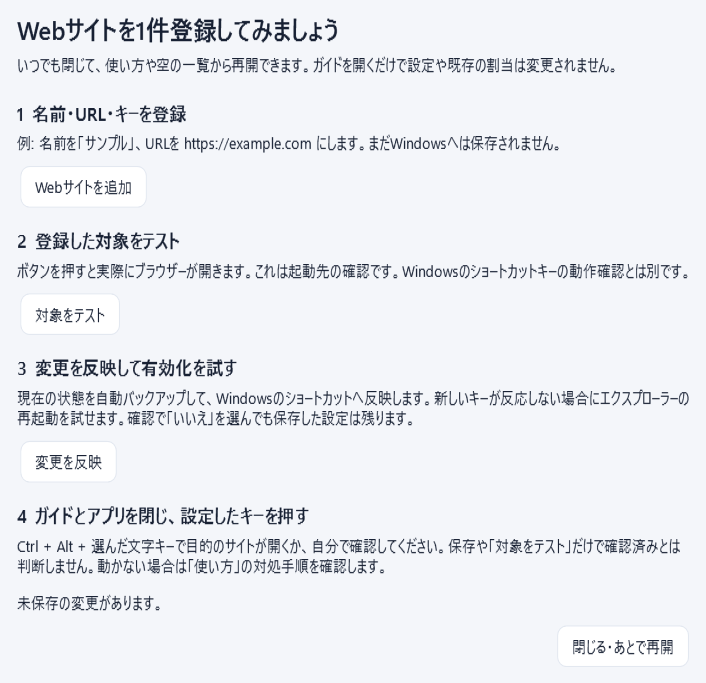 Webサイトを1件登録してみましょう
いつでも閉じて、使い方や空の一覧から再開できます。ガイドを開くだけで設定や既存の割当は変更されません。
1 名前・URL・キーを登録
例: 名前を「サンプル」、URLを https://example.com にします。まだWindowsへは保存されません。
Webサイトを追加
2 登録した対象をテスト
ボタンを押すと実際にブラウザーが開きます。これは起動先の確認です。Windowsのショートカットキーの動作確認とは別です。
対象をテスト
3 変更を反映して有効化を試す
現在の状態を自動バックアップして、Windowsのショートカットへ反映します。新しいキーが反応しない場合にエクスプローラーの
再起動を試せます。確認で「いいえ」を選んでも保存した設定は残ります。
変更を反映
4 ガイドとアプリを閉じ、設定したキーを押す
Ctrl + Alt + 選んだ文字キーで目的のサイトが開くか、自分で確認してください。保存や「対象をテスト」だけで確認済みとは
判断しません。動かない場合は「使い方」の対処手順を確認します。
未保存の変更があります。
閉じる・あとで再開